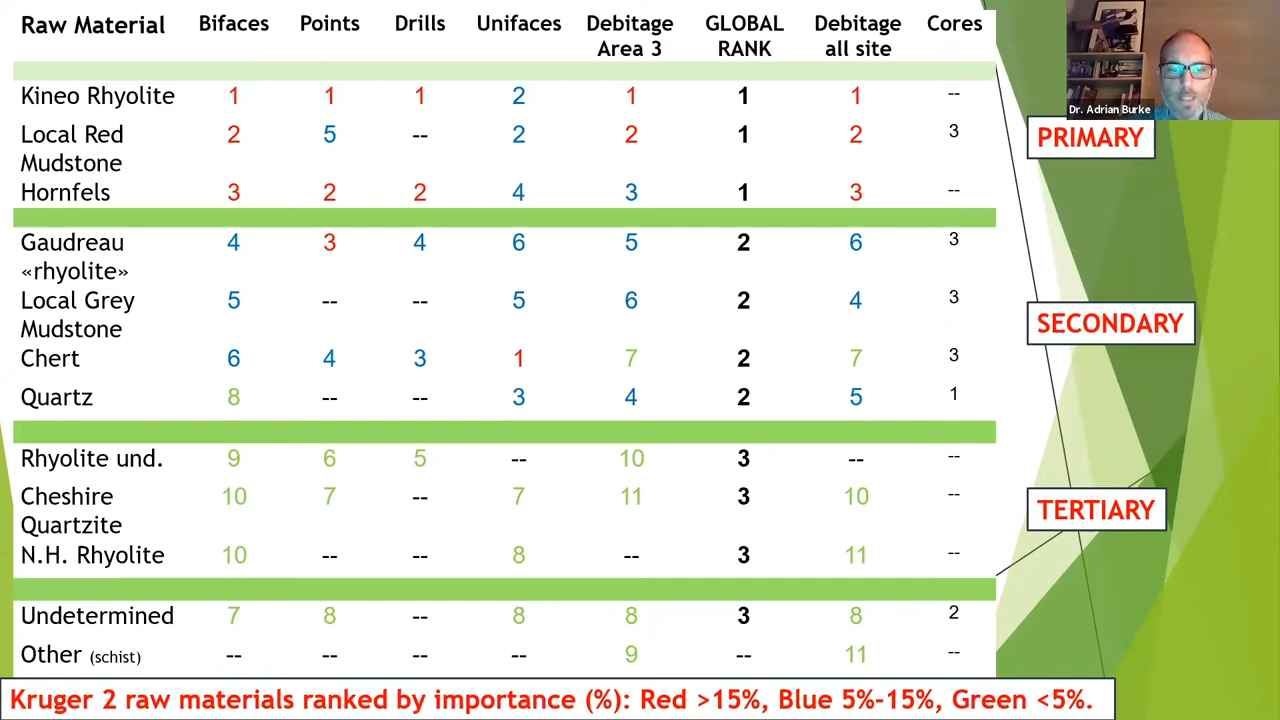 Raw Material Bifaces Points Drills Unifaces Debitage Area 3 GLOBAL RANK Debitage all site Cores
Kineo Rhyolite 1 1 1 2 1 1 1 --
Local Red Mudstone 2 5 -- 2 2 1 2 3
Hornfels 3 2 2 4 3 1 3 --
Gaudreau «rhyolite» 4 3 4 6 5 2 6 3
Local Grey Mudstone 5 -- -- 5 6 2 4 3
Chert 6 4 3 1 7 2 7 3
Quartz 8 -- -- 3 4 2 5 1
Rhyolite und. 9 6 5 -- 10 3 -- --
Cheshire Quartzite 10 7 -- 7 11 3 10 --
N.H. Rhyolite 10 -- -- 8 -- 3 11 --
Undetermined 7 8 -- 8 8 3 8 2
Other (schist) -- -- -- -- 9 -- 11 --
Dr. Adrian Burke
PRIMARY
SECONDARY
TERTIARY
Kruger 2 raw materials ranked by importance (%): Red >15%, Blue 5%-15%, Green <5%.